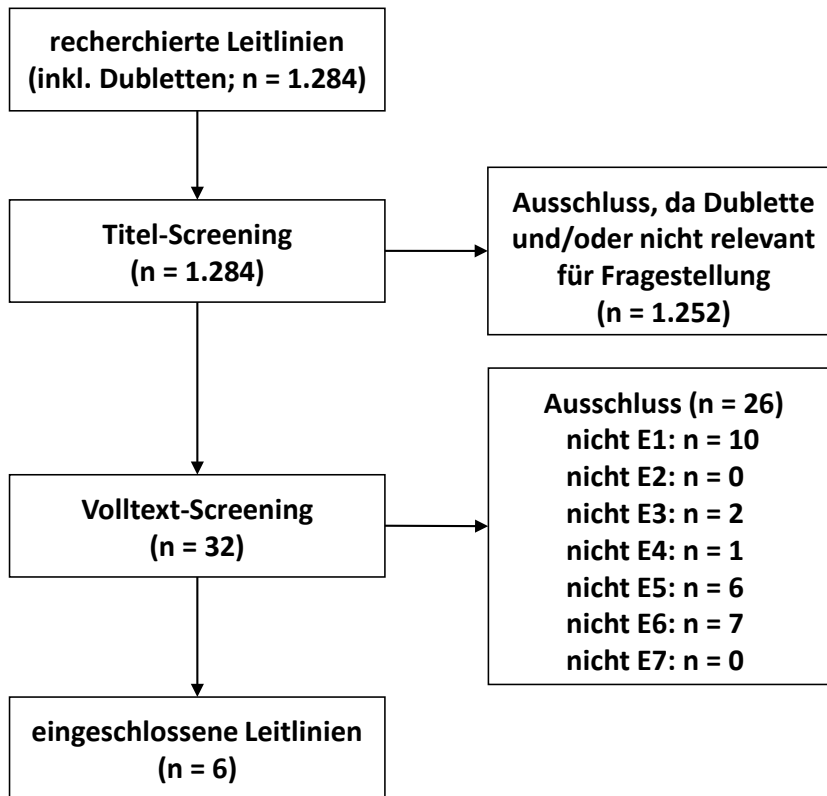 recherchierte Leitlinien
(inkl. Dubletten; n = 1.284)
Titel-Screening
(n = 1.284)
Ausschluss, da Dublette
und/oder nicht relevant
für Fragestellung
(n = 1.252)
Volltext-Screening
(n = 32)
Ausschluss (n = 26)
nicht E1: n = 10
nicht E2: n = 0
nicht E3: n = 2
nicht E4: n = 1
nicht E5: n = 6
nicht E6: n = 7
nicht E7: n = 0
eingeschlossene Leitlinien
(n = 6)